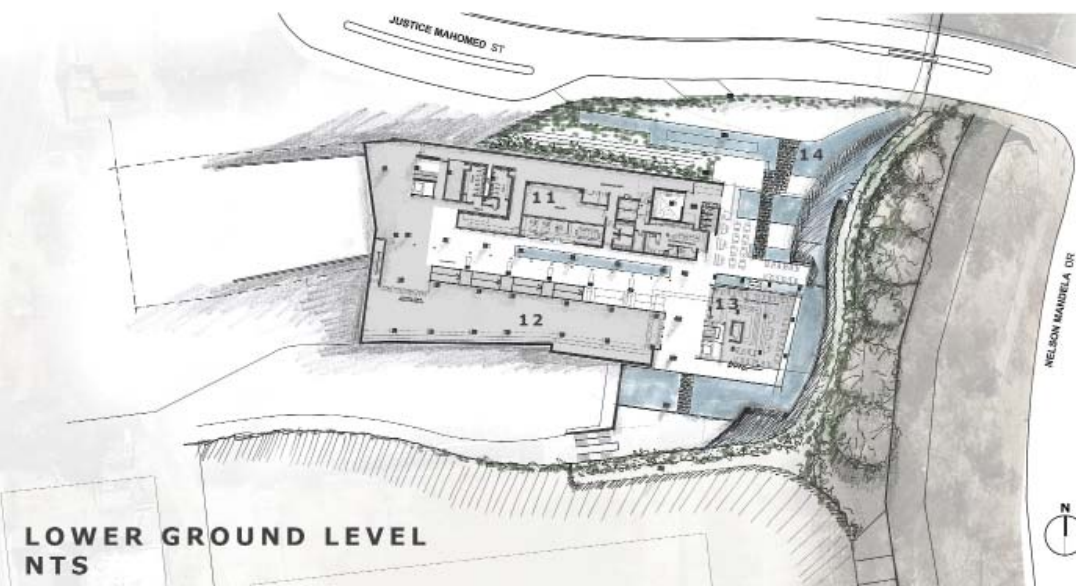 JUSTICE MAHOMED ST
14
11
13
12
NELSON MANDELA DR
N
LOWER GROUND LEVEL
NTS